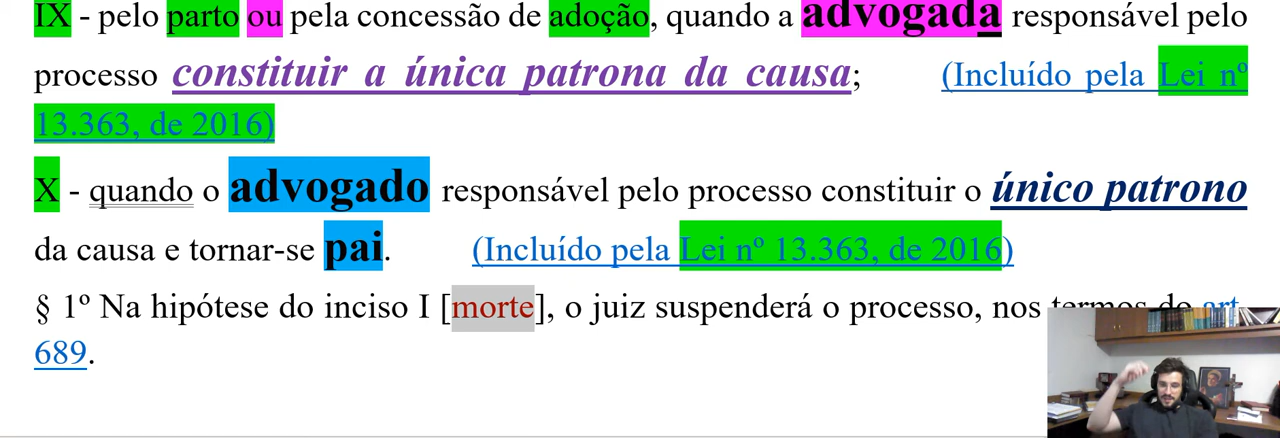 IX - pelo parto ou pela concessão de adoção, quando a advogada responsável pelo
processo constituir a única patrona da causa; (Incluído pela Lei nº
13.363, de 2016)
X - quando o advogado responsável pelo processo constituir o único patrono
da causa e tornar-se pai. (Incluído pela Lei nº 13.363, de 2016)
§ 1º Na hipótese do inciso I [morte], o juiz suspenderá o processo, nos termos do art.
689.